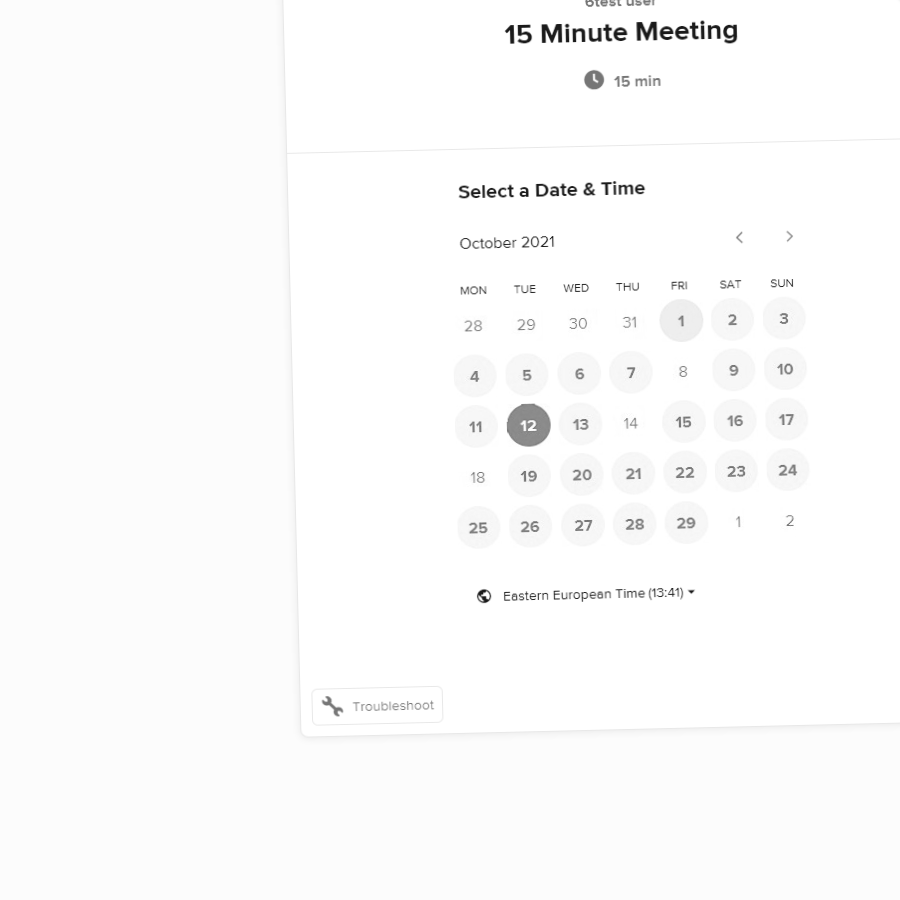 6test user
15 Minute Meeting
15 min
Select a Date & Time
October 2021
MON TUE WED THU FRI SAT SUN
28 29 30 31 1 2 3
4 5 6 7 8 9 10
11 12 13 14 15 16 17
18 19 20 21 22 23 24
25 26 27 28 29 1 2
Eastern European Time (13:41)
Troubleshoot